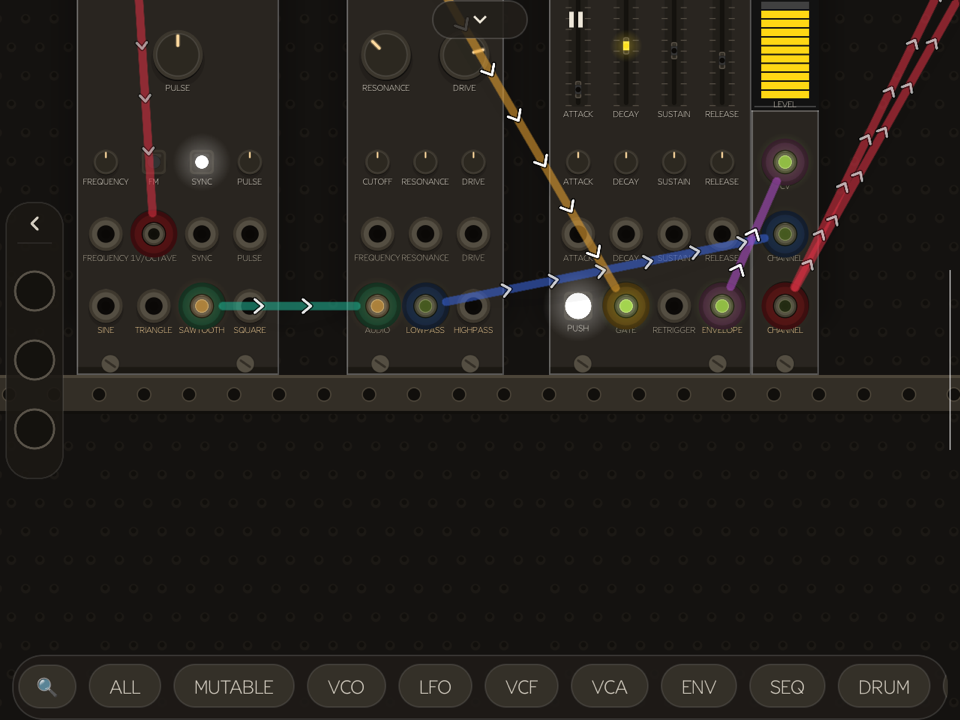 LEVEL
PULSE
RESONANCE DRIVE
ATTACK DECAY SUSTAIN RELEASE
FREQUENCY FM SYNC PULSE
CUTOFF RESONANCE DRIVE
ATTACK DECAY SUSTAIN RELEASE
CV
FREQUENCY 1V/OCTAVE SYNC PULSE
FREQUENCY RESONANCE DRIVE
ATTACK DECAY SUSTAIN RELEASE
CHANNEL
SINE TRIANGLE SAWTOOTH SQUARE
AUDIO LOWPASS HIGHPASS
PUSH GATE RETRIGGER ENVELOPE
CHANNEL
ALL MUTABLE VCO LFO VCF VCA ENV SEQ DRUM